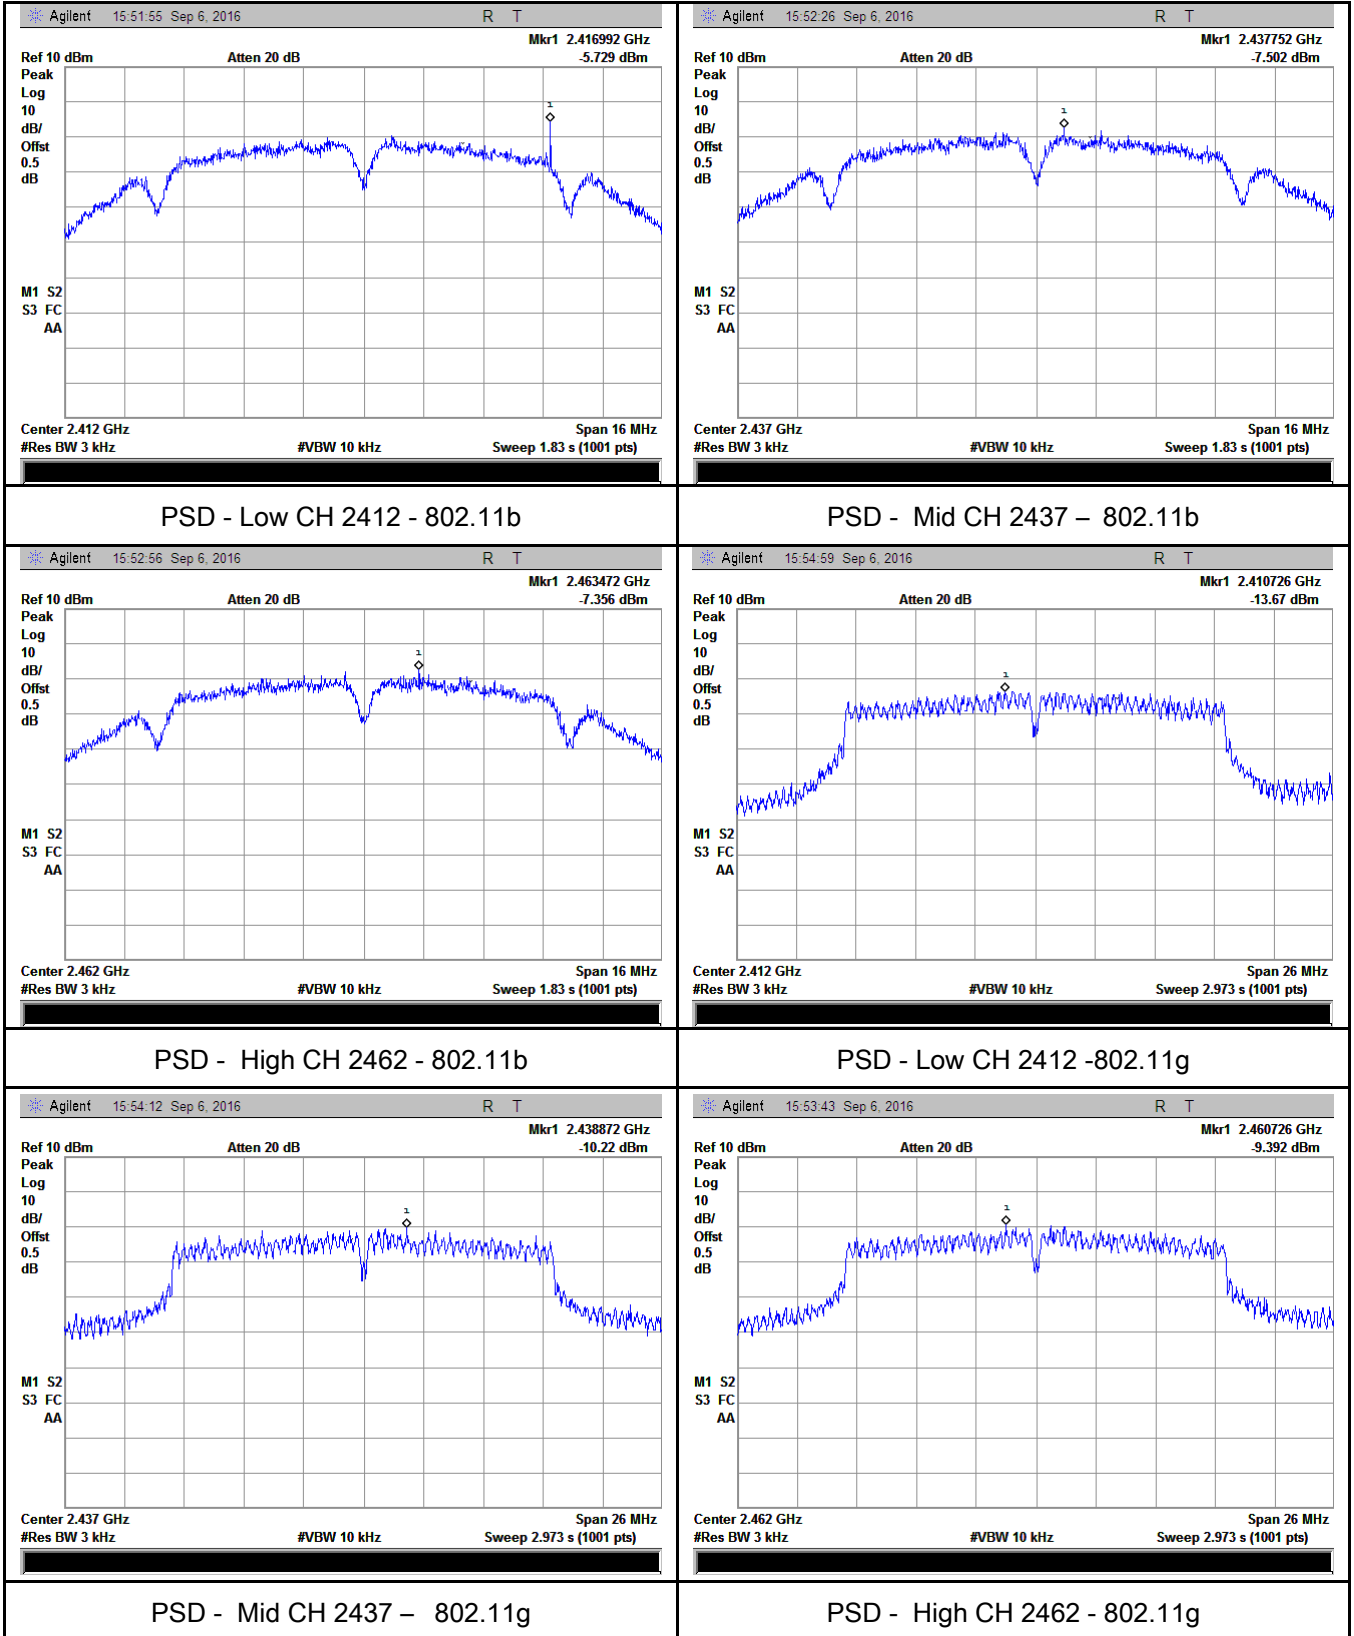 Agilent 15:51:55 Sep 6, 2016 R T
Mkr1 2.416992 GHz
Ref 10 dBm Atten 20 dB -5.729 dBm
Peak
Log
10
dB/
Offst
0.5
dB
1
M1 S2
S3 FC
AA
Center 2.412 GHz Span 16 MHz
#Res BW 3 kHz #VBW 10 kHz Sweep 1.83 s (1001 pts)
PSD - Low CH 2412 - 802.11b
Agilent 15:52:26 Sep 6, 2016 R T
Mkr1 2.437752 GHz
Ref 10 dBm Atten 20 dB -7.502 dBm
Peak
Log
10
dB/
Offst
0.5
dB
1
M1 S2
S3 FC
AA
Center 2.437 GHz Span 16 MHz
#Res BW 3 kHz #VBW 10 kHz Sweep 1.83 s (1001 pts)
PSD - Mid CH 2437 – 802.11b
Agilent 15:52:56 Sep 6, 2016 R T
Mkr1 2.463472 GHz
Ref 10 dBm Atten 20 dB -7.356 dBm
Peak
Log
10
dB/
Offst
0.5
dB
1
M1 S2
S3 FC
AA
Center 2.462 GHz Span 16 MHz
#Res BW 3 kHz #VBW 10 kHz Sweep 1.83 s (1001 pts)
PSD - High CH 2462 - 802.11b
Agilent 15:54:59 Sep 6, 2016 R T
Mkr1 2.410726 GHz
Ref 10 dBm Atten 20 dB -13.67 dBm
Peak
Log
10
dB/
Offst
0.5
dB
1
M1 S2
S3 FC
AA
Center 2.412 GHz Span 26 MHz
#Res BW 3 kHz #VBW 10 kHz Sweep 2.973 s (1001 pts)
PSD - Low CH 2412 -802.11g
Agilent 15:54:12 Sep 6, 2016 R T
Mkr1 2.438872 GHz
Ref 10 dBm Atten 20 dB -10.22 dBm
Peak
Log
10
dB/
Offst
0.5
dB
1
M1 S2
S3 FC
AA
Center 2.437 GHz Span 26 MHz
#Res BW 3 kHz #VBW 10 kHz Sweep 2.973 s (1001 pts)
PSD - Mid CH 2437 – 802.11g
Agilent 15:53:43 Sep 6, 2016 R T
Mkr1 2.460726 GHz
Ref 10 dBm Atten 20 dB -9.392 dBm
Peak
Log
10
dB/
Offst
0.5
dB
1
M1 S2
S3 FC
AA
Center 2.462 GHz Span 26 MHz
#Res BW 3 kHz #VBW 10 kHz Sweep 2.973 s (1001 pts)
PSD - High CH 2462 - 802.11g